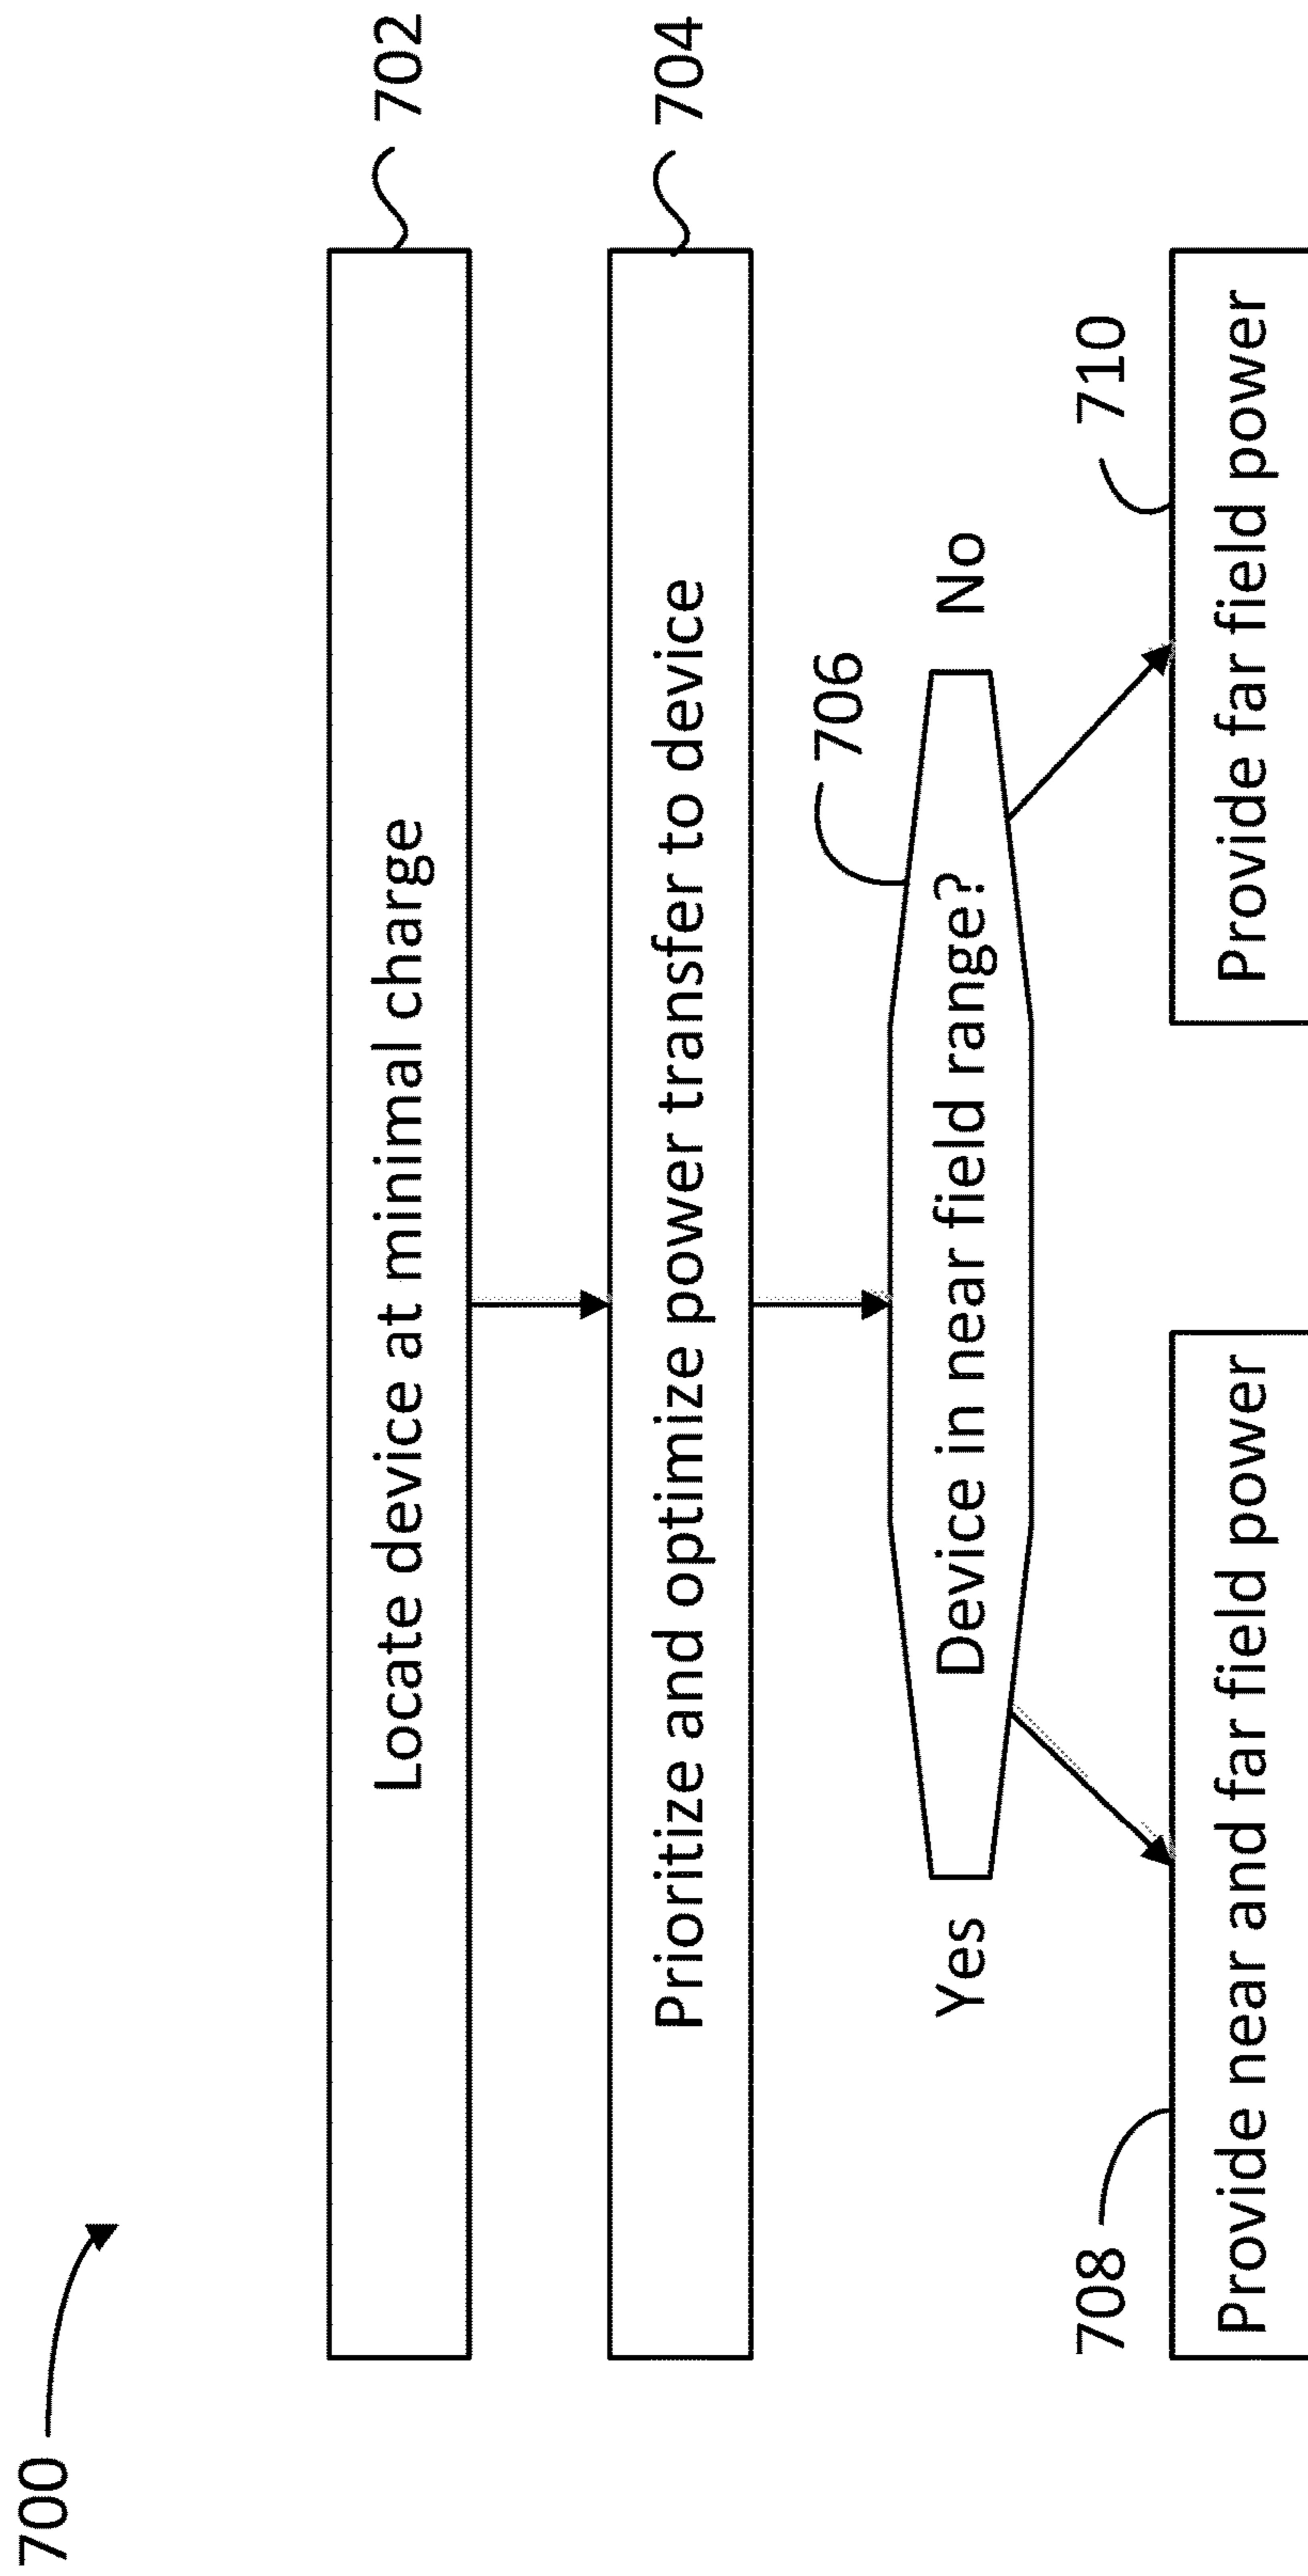 700
Locate device at minimal charge
702
Prioritize and optimize power transfer to device
704
706
Yes
Device in near field range?
No
708
710
Provide near and far field power
Provide far field power